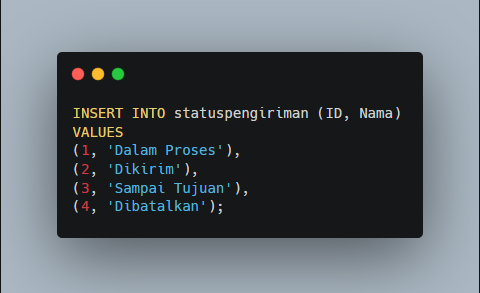 INSERT INTO statuspengiriman (ID, Nama)
VALUES
(1, 'Dalam Proses'),
(2, 'Dikirim'),
(3, 'Sampai Tujuan'),
(4, 'Dibatalkan');